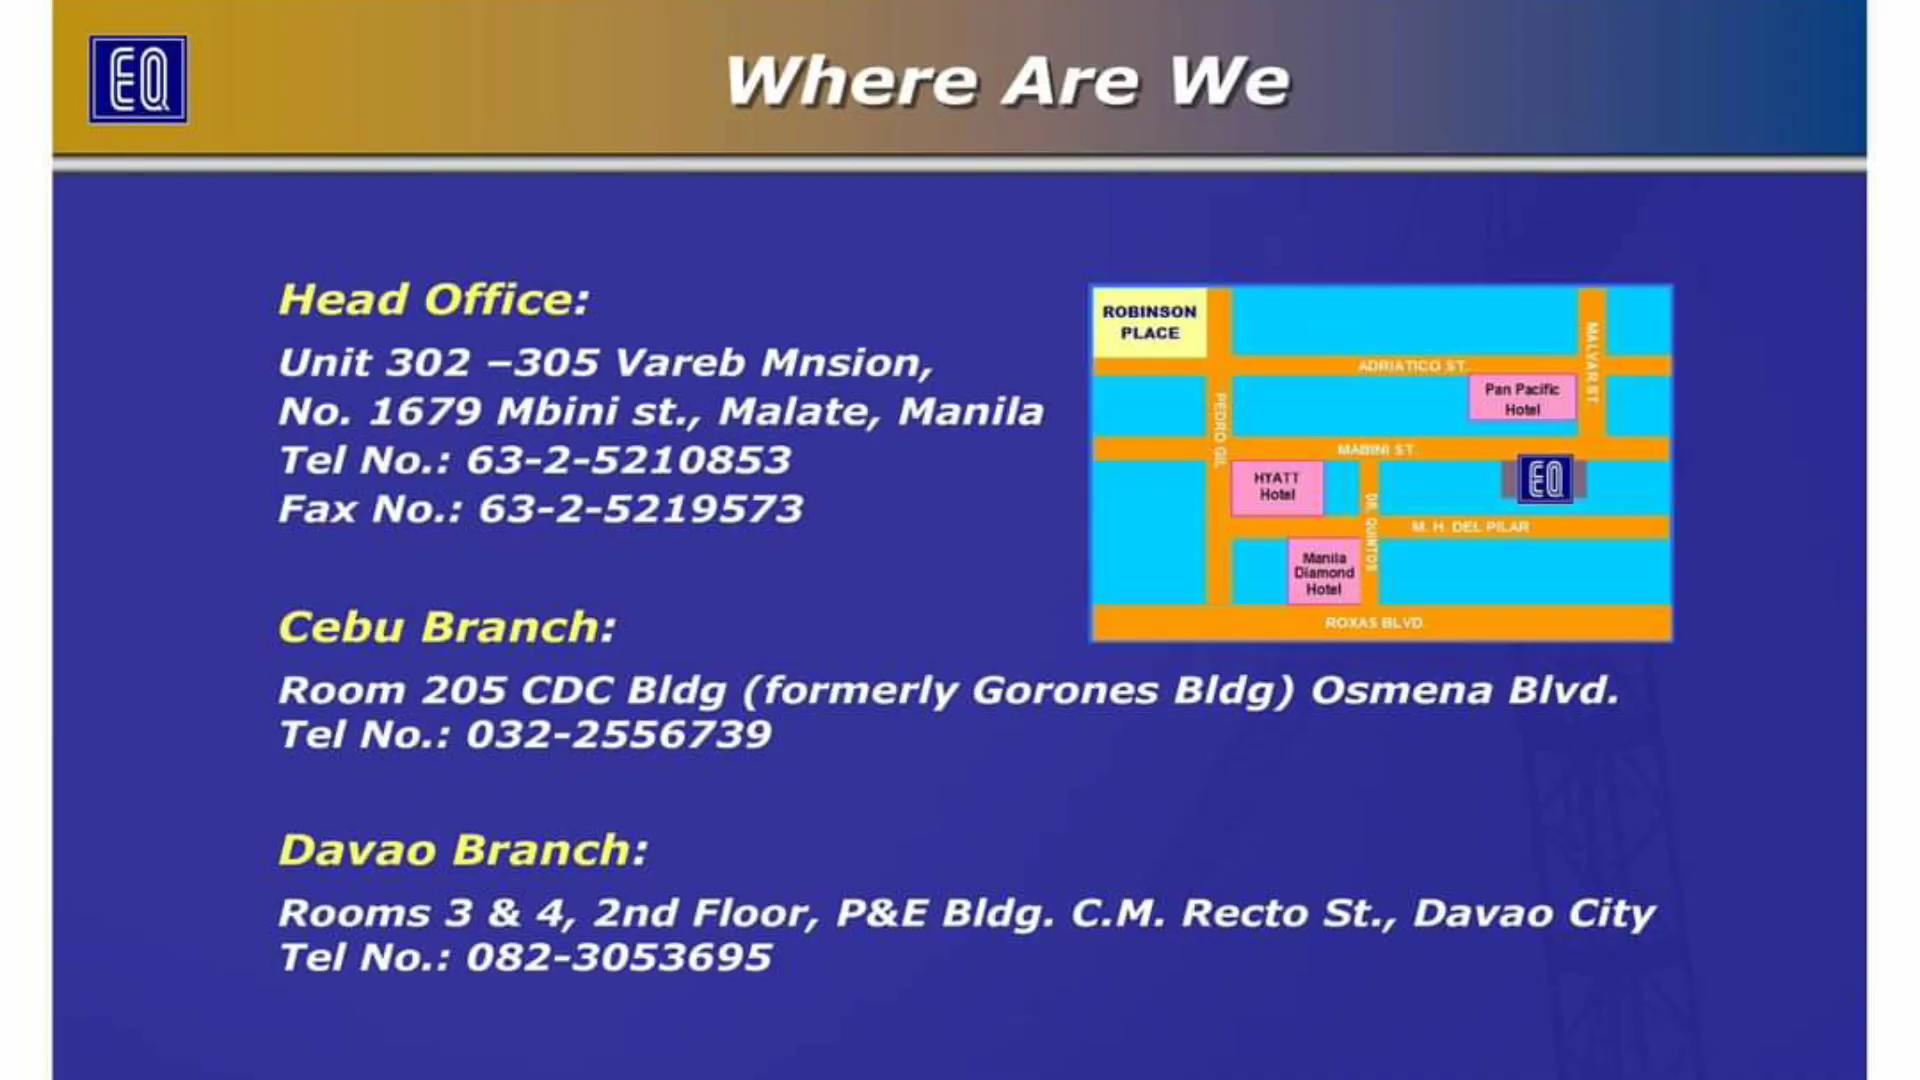 EQ
Where Are We
Head Office:
Unit 302 –305 Vareb Mnsion,
No. 1679 Mbini st., Malate, Manila
Tel No.: 63-2-5210853
Fax No.: 63-2-5219573
ROBINSON
PLACE
MALVAR ST.
ADRIATICO ST.
Pan Pacific
Hotel
PEDRO GIL
MABINI ST.
HYATT
Hotel
EQ
DR. QUINTOS
M. H. DEL PILAR
Manila
Diamond
Hotel
ROXAS BLVD.
Cebu Branch:
Room 205 CDC Bldg (formerly Gorones Bldg) Osmena Blvd.
Tel No.: 032-2556739
Davao Branch:
Rooms 3 & 4, 2nd Floor, P&E Bldg. C.M. Recto St., Davao City
Tel No.: 082-3053695